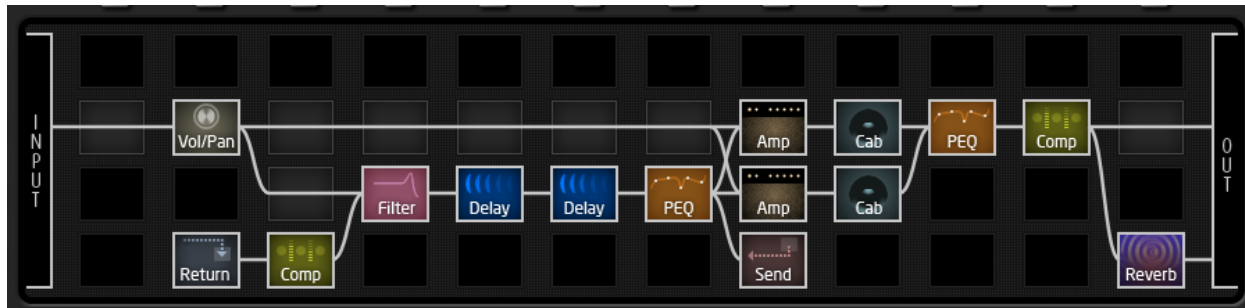 INPUT
Vol/Pan
Amp
Cab
PEQ
Comp
OUT
Filter
Delay
Delay
PEQ
Amp
Cab
Return
Comp
Send
Reverb